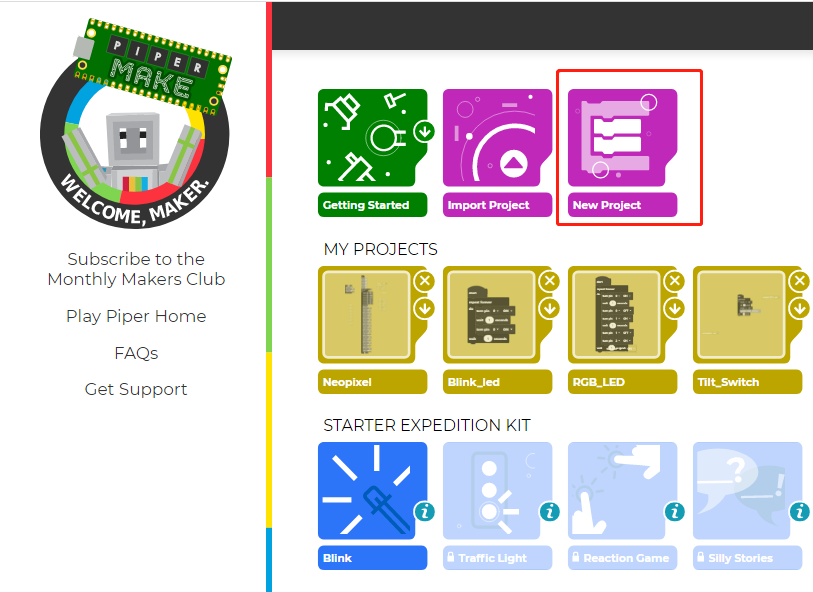 PIPER
MAKE
WELCOME, MAKER.
Subscribe to the
Monthly Makers Club
Play Piper Home
FAQs
Get Support
Getting Started
Import Project
New Project
MY PROJECTS
Neopixel
Blink_led
RGB_LED
Tilt_Switch
STARTER EXPEDITION KIT
Blink
Traffic Light
Reaction Game
Silly Stories